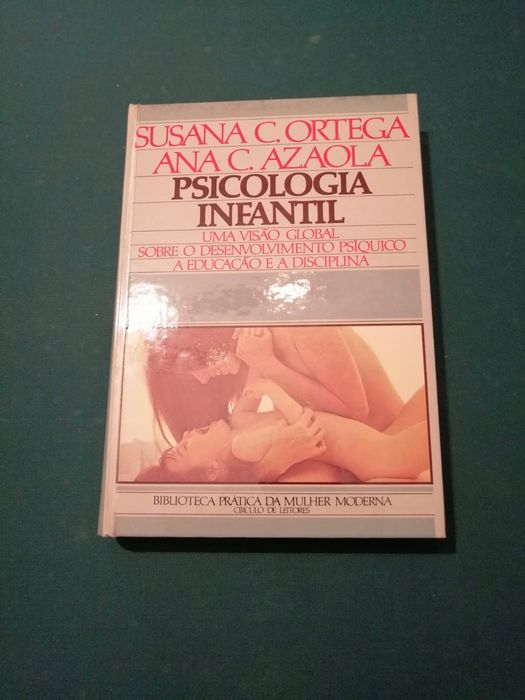 SUSANA C. ORTEGA
ANA C. AZAOLA
PSICOLOGIA
INFANTIL
UMA VISÃO GLOBAL
SOBRE O DESENVOLVIMENTO PSÍQUICO
A EDUCAÇÃO E A DISCIPLINA
BIBLIOTECA PRÁTICA DA MULHER MODERNA
CÍRCULO DE LEITORES